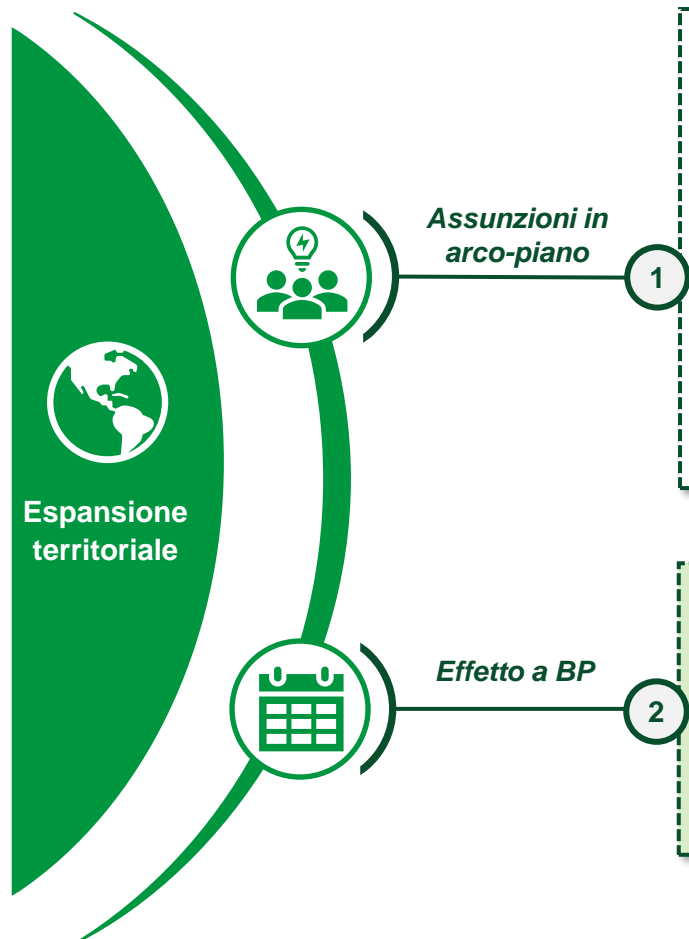 Assunzioni in
arco-piano
1
Espansione
territoriale
Effetto a BP
2